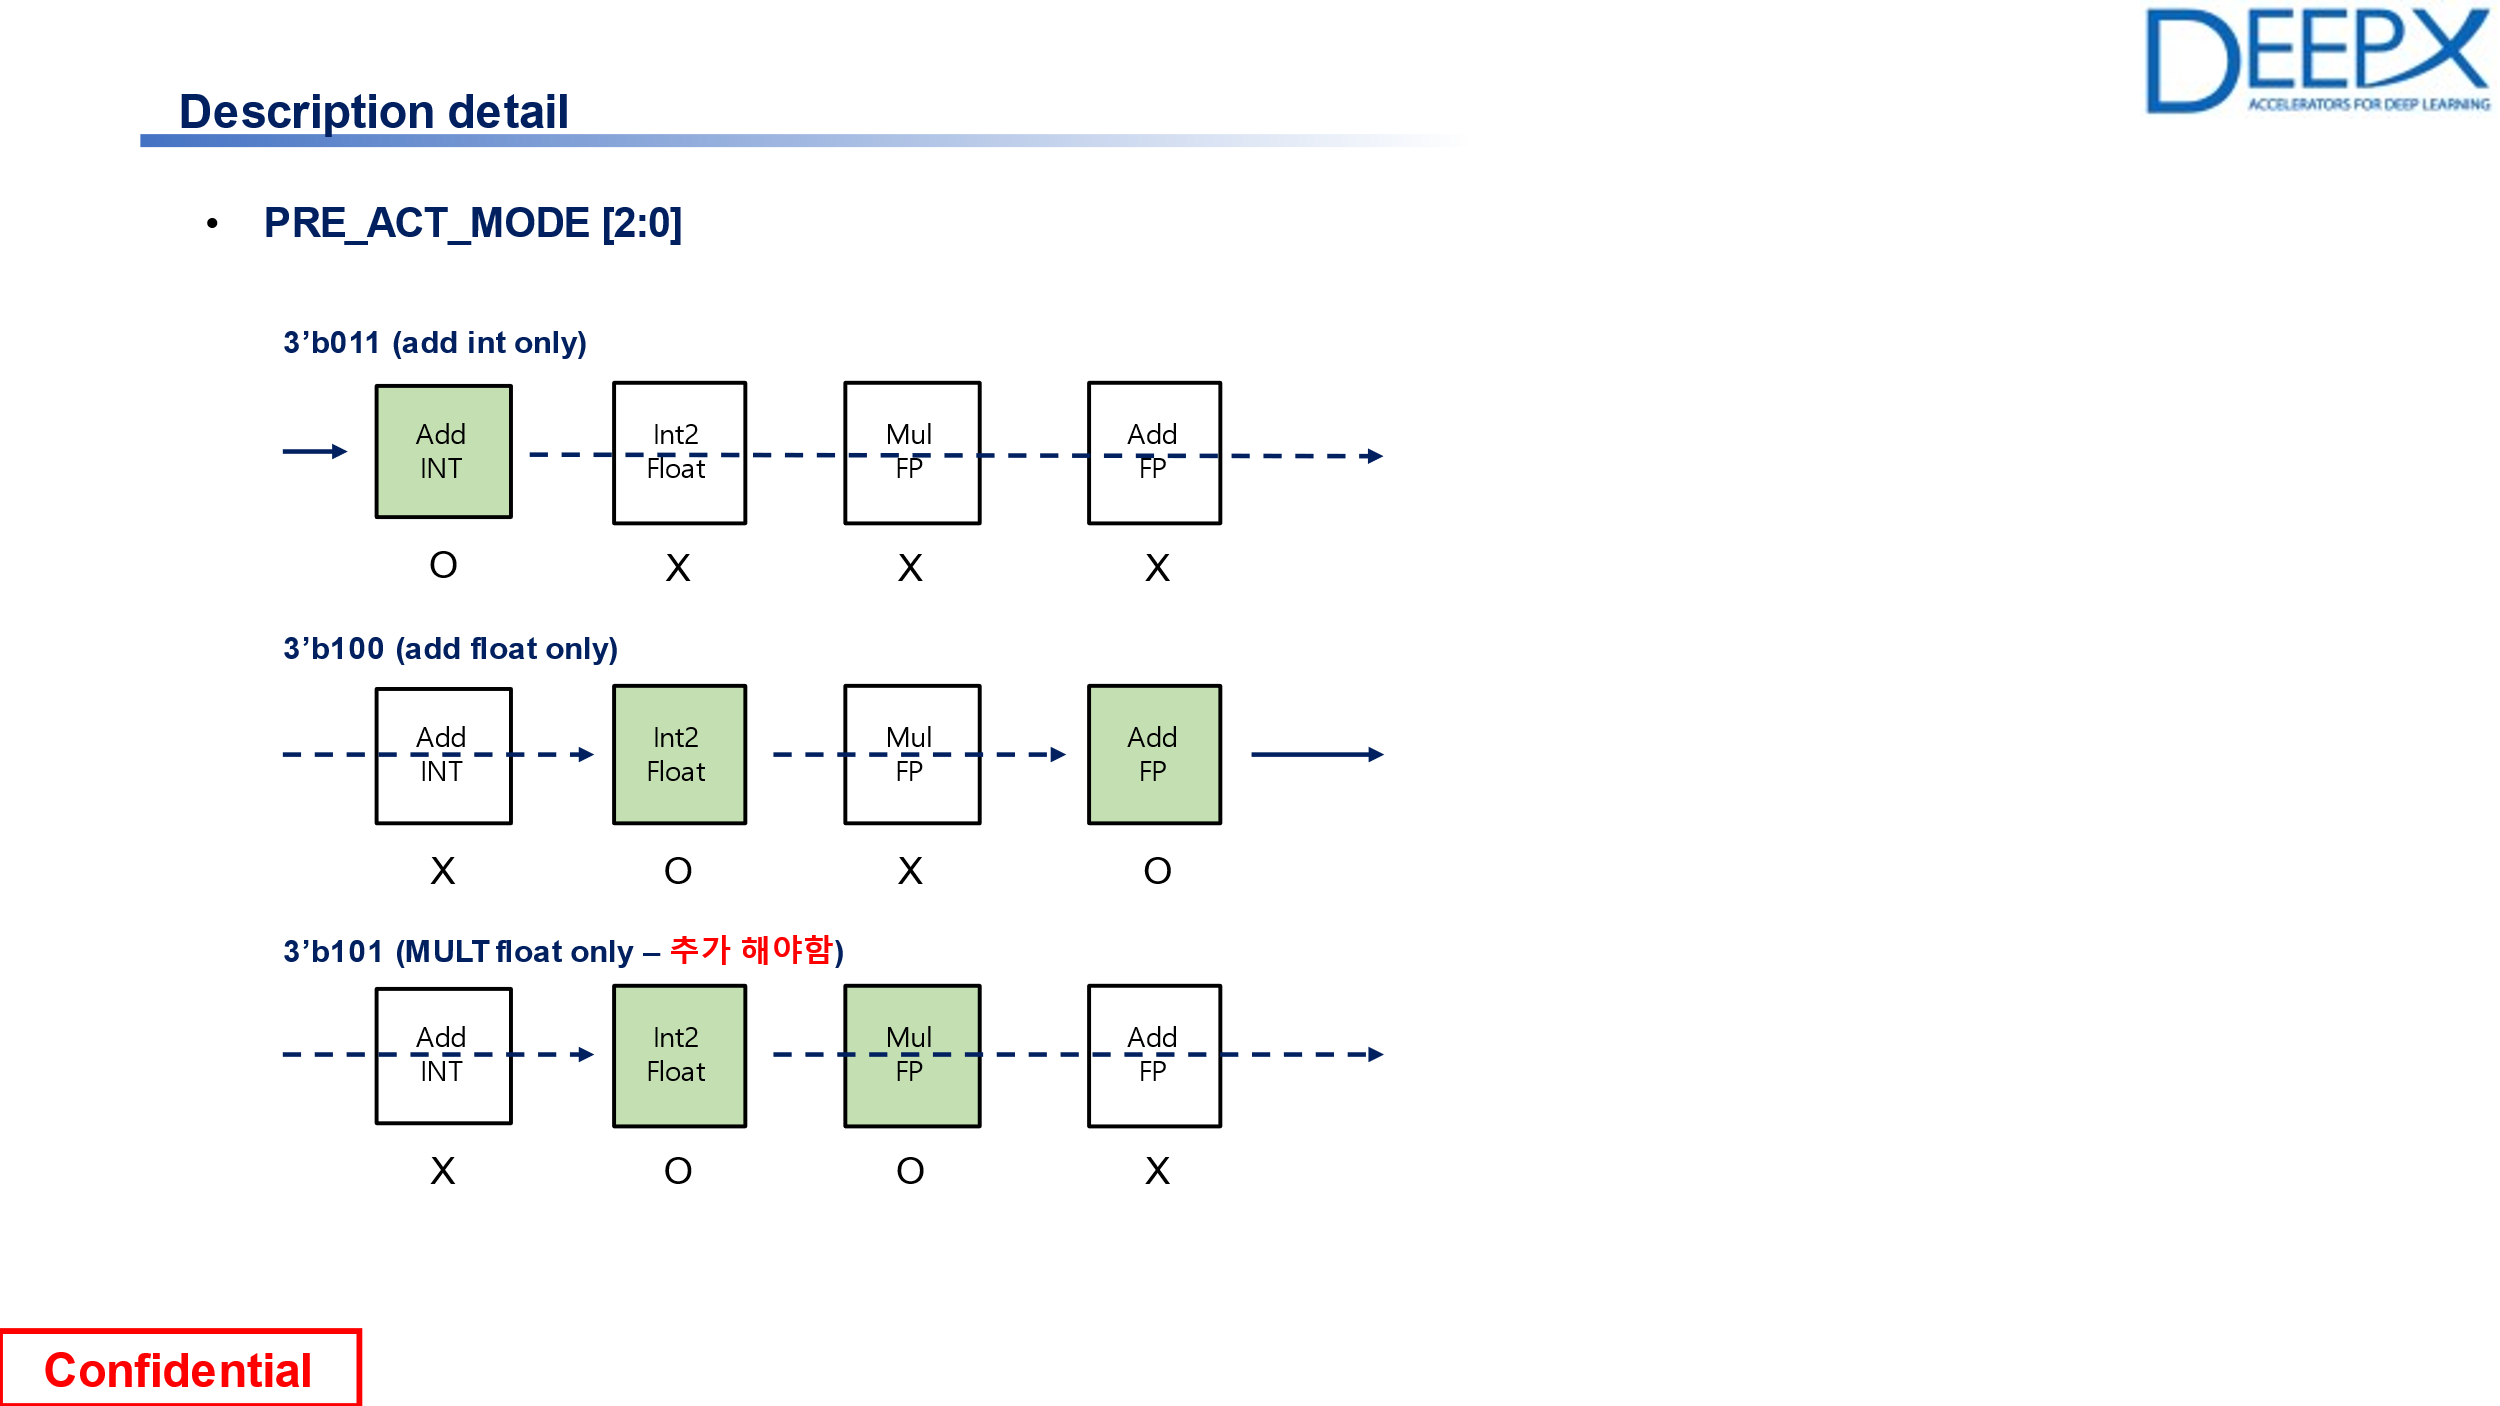 DEEPX
ACCELERATORS FOR DEEP LEARNING
Description detail
• PRE_ACT_MODE [2:0]
3’b011 (add int only)
Add INT
Int2 Float
Mul FP
Add FP
O X X X
3’b100 (add float only)
Add INT
Int2 Float
Mul FP
Add FP
X O X O
3’b101 (MULT float only – 추가 해야함)
Add INT
Int2 Float
Mul FP
Add FP
X O O X
Confidential